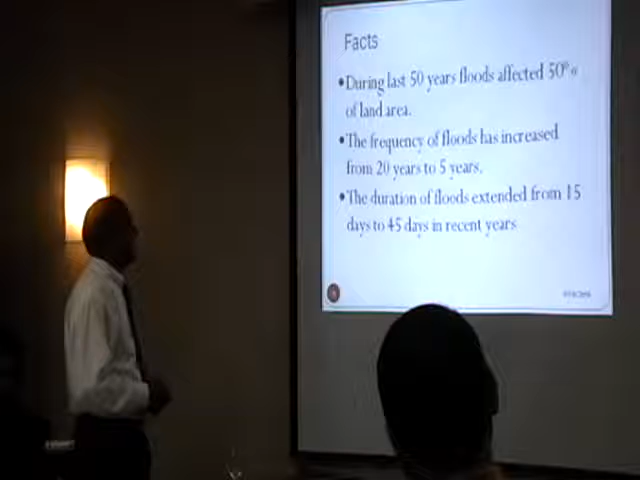 Facts
•During last 50 years floods affected 50%
of land area.
•The frequency of floods has increased
from 20 years to 5 years.
•The duration of floods extended from 15
days to 45 days in recent years